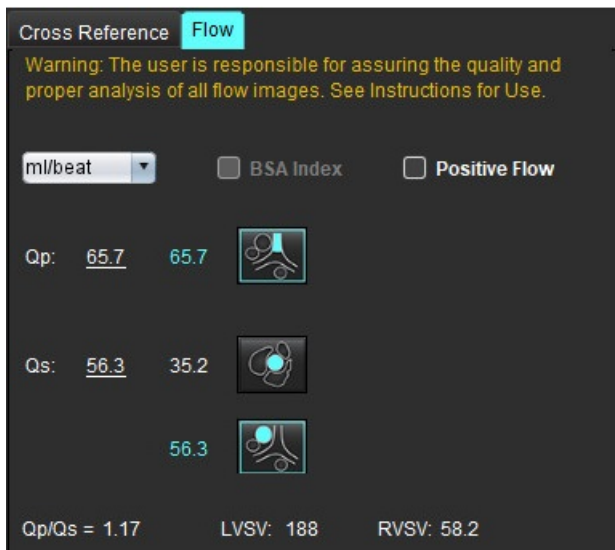 Cross Reference Flow
Warning: The user is responsible for assuring the quality and
proper analysis of all flow images. See Instructions for Use.
ml/beat BSA Index Positive Flow
Qp: 65.7 65.7
Qs: 56.3 35.2
56.3
Qp/Qs = 1.17 LVSV: 188 RVSV: 58.2